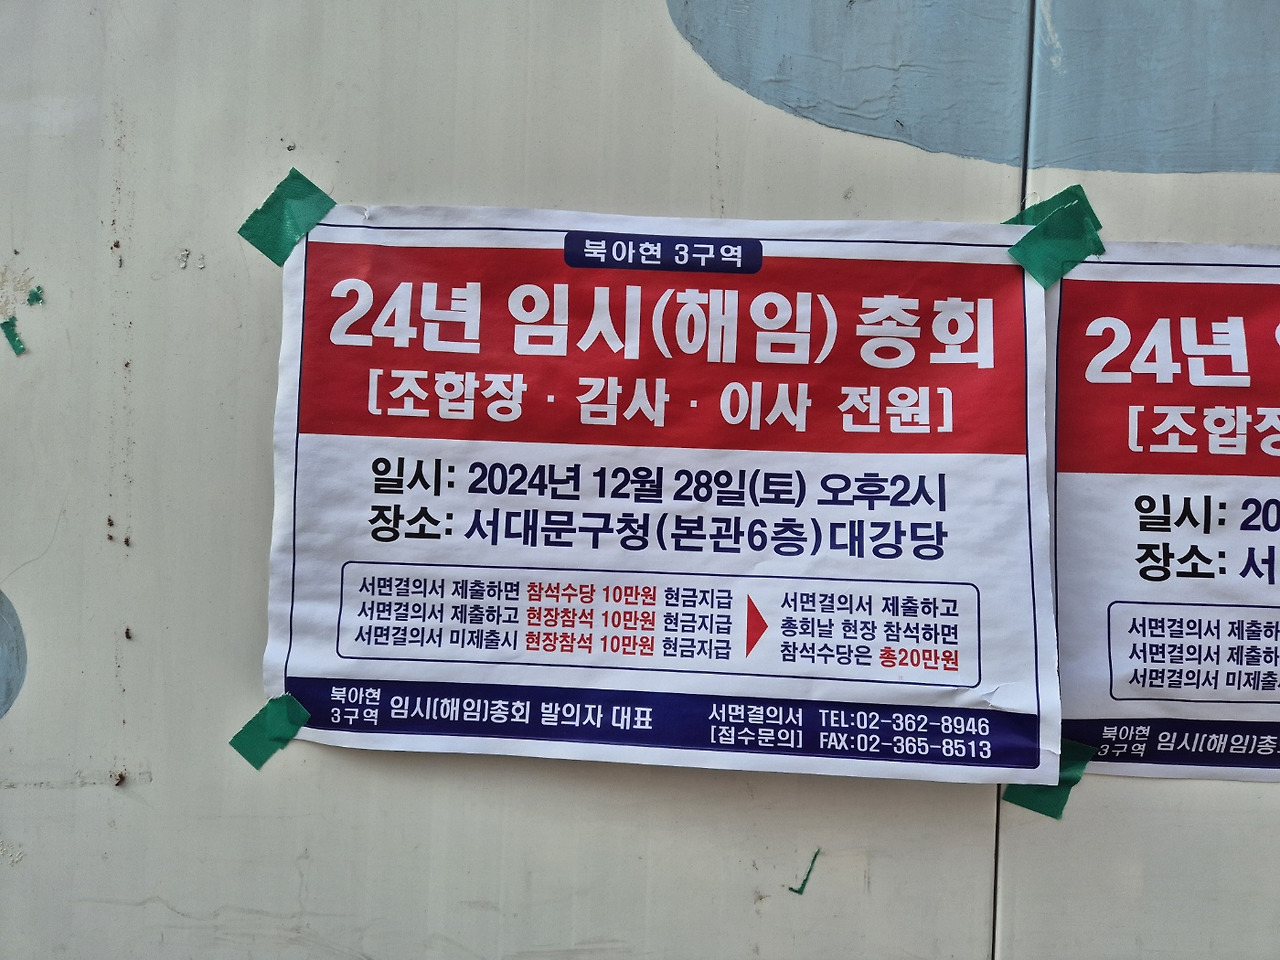 북아현 3구역
24년 임시(해임) 총회
[조합장 · 감사 · 이사 전원]
일시: 2024년 12월 28일(토) 오후2시
장소: 서대문구청(본관6층)대강당
서면결의서 제출하면 참석수당 10만원 현금지급
서면결의서 제출하고 현장참석 10만원 현금지급
서면결의서 미제출시 현장참석 10만원 현금지급
서면결의서 제출하고
총회날 현장 참석하면
참석수당은 총20만원
북아현
3구역
임시(해임)총회 발의자 대표
서면결의서
[접수문의]
TEL:02-362-8946
FAX:02-365-8513
24년
[조합장
일시: 20
장소: 서
서면결의서 제출하
서면결의서 제출하
서면결의서 미제출
북아현
3구역
임시(해임)총